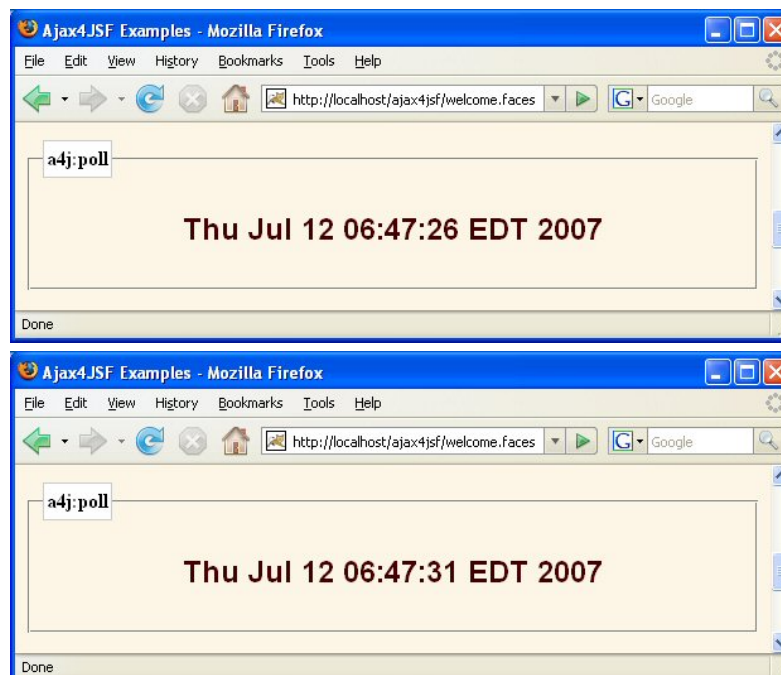 Ajax4JSF Examples - Mozilla Firefox
File Edit View History Bookmarks Tools Help
http://localhost/ajax4jsf/welcome.faces G Google
a4j:poll
Thu Jul 12 06:47:26 EDT 2007
Done
Ajax4JSF Examples - Mozilla Firefox
File Edit View History Bookmarks Tools Help
http://localhost/ajax4jsf/welcome.faces G Google
a4j:poll
Thu Jul 12 06:47:31 EDT 2007
Done